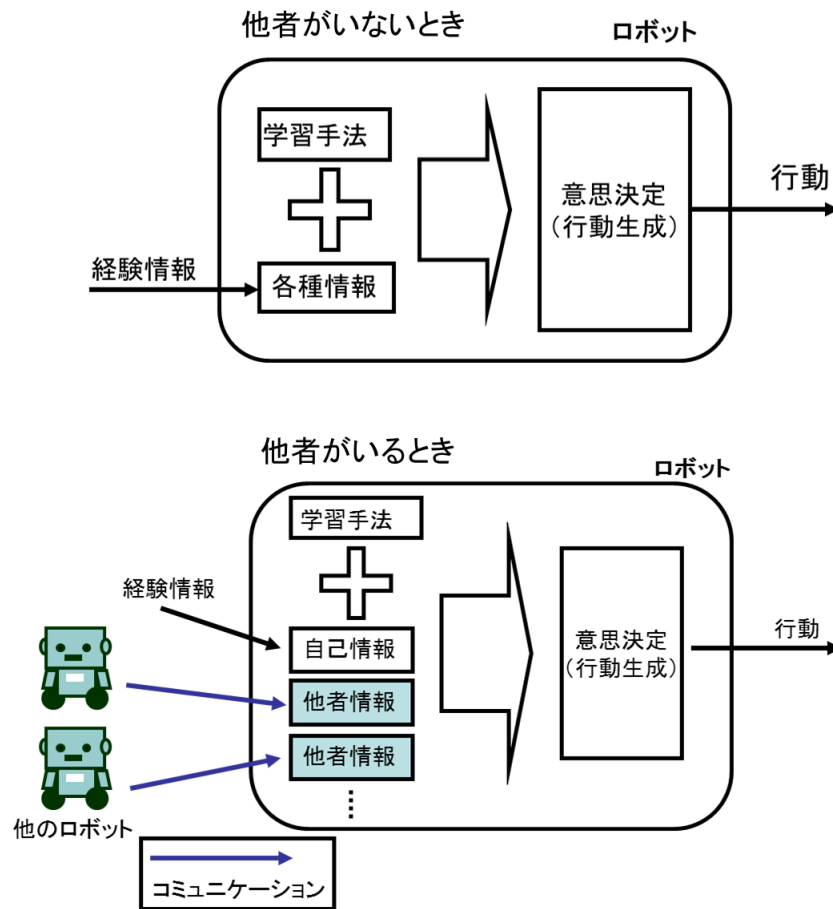 他者がいないとき
ロボット
学習手法
経験情報
各種情報
意思決定
(行動生成)
行動
他者がいるとき
ロボット
学習手法
経験情報
自己情報
他者情報
他者情報
意思決定
(行動生成)
行動
他のロボット
コミュニケーション